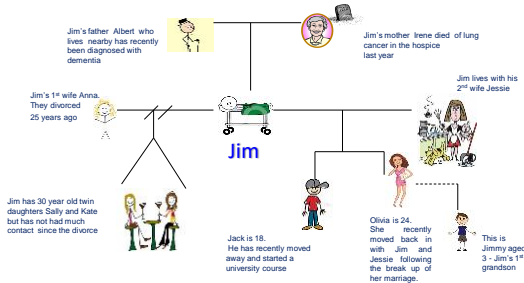 Jim's father Albert who
lives nearby has recently
been diagnosed with
dementia
Jim's mother Irene died of lung
cancer in the hospice
last year
Jim's 1st wife Anna.
They divorced
25 years ago
Jim lives with his
2nd wife Jessie
Jim
Jim has 30 year old twin
daughters Sally and Kate
but has not had much
contact since the divorce
Jack is 18.
He has recently moved
away and started a
university course
Olivia is 24.
She recently
moved back in
with Jim and
Jessie following
the break up of
her marriage.
This is
Jimmy aged
3 - Jim's 1st
grandson